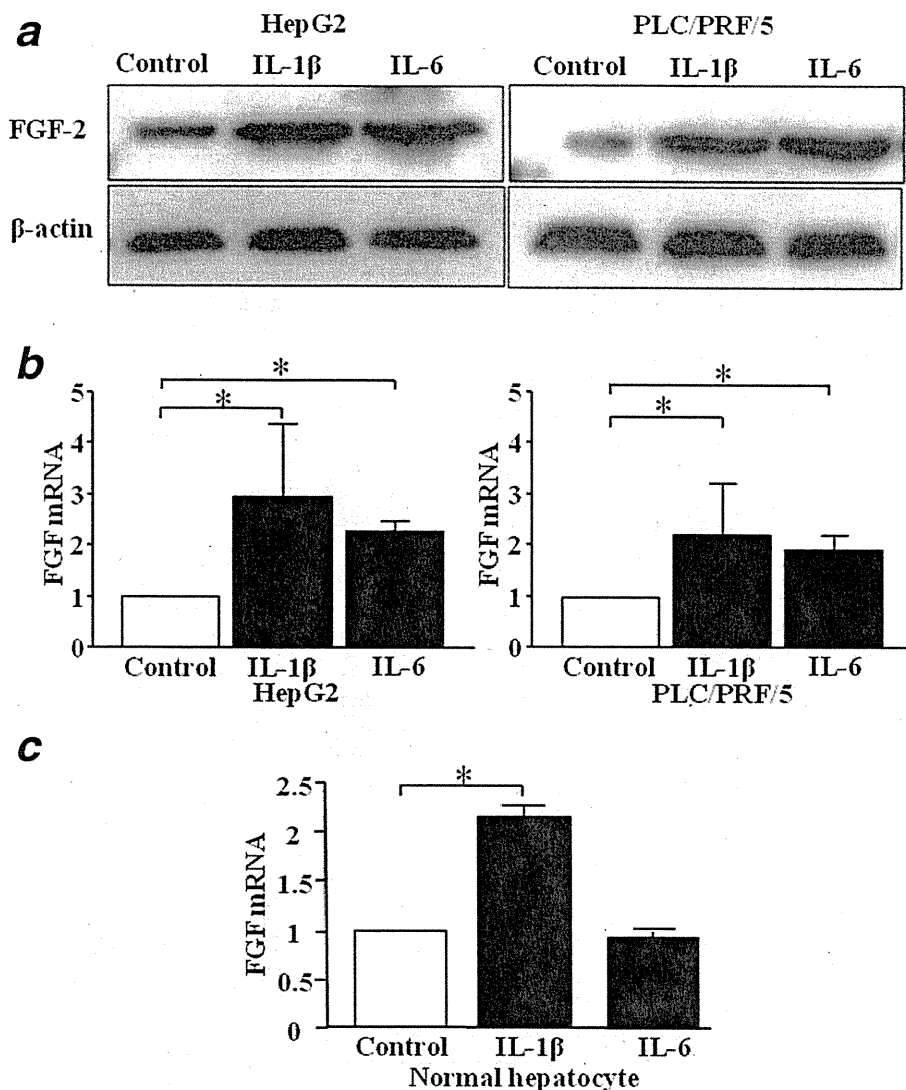 a
HepG2 PLC/PRF/5
Control IL-1β IL-6 Control IL-1β IL-6
FGF-2
β-actin
b
* *
* *
5 5
4 4
3 3
2 2
1 1
0 0
FGF mRNA FGF mRNA
Control IL-1β IL-6 Control IL-1β IL-6
HepG2 PLC/PRF/5
c
*
2.5
2
1.5
1
0.5
0
FGF mRNA
Control IL-1β IL-6
Normal hepatocyte